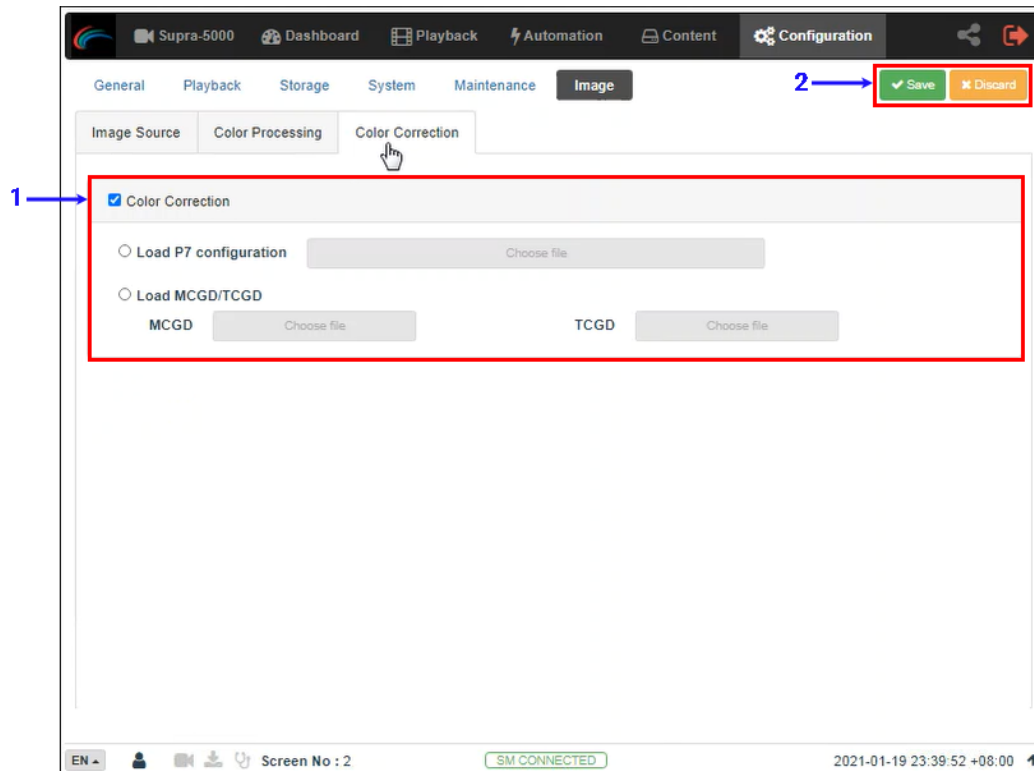 Supra-5000 Dashboard Playback Automation Content Configuration
General Playback Storage System Maintenance Image 2 Save Discard
Image Source Color Processing Color Correction
1 Color Correction
Load P7 configuration Choose file
Load MCGD/TCGD
MCGD Choose file TCGD Choose file
EN Screen No : 2 SM CONNECTED 2021-01-19 23:39:52 +08:00